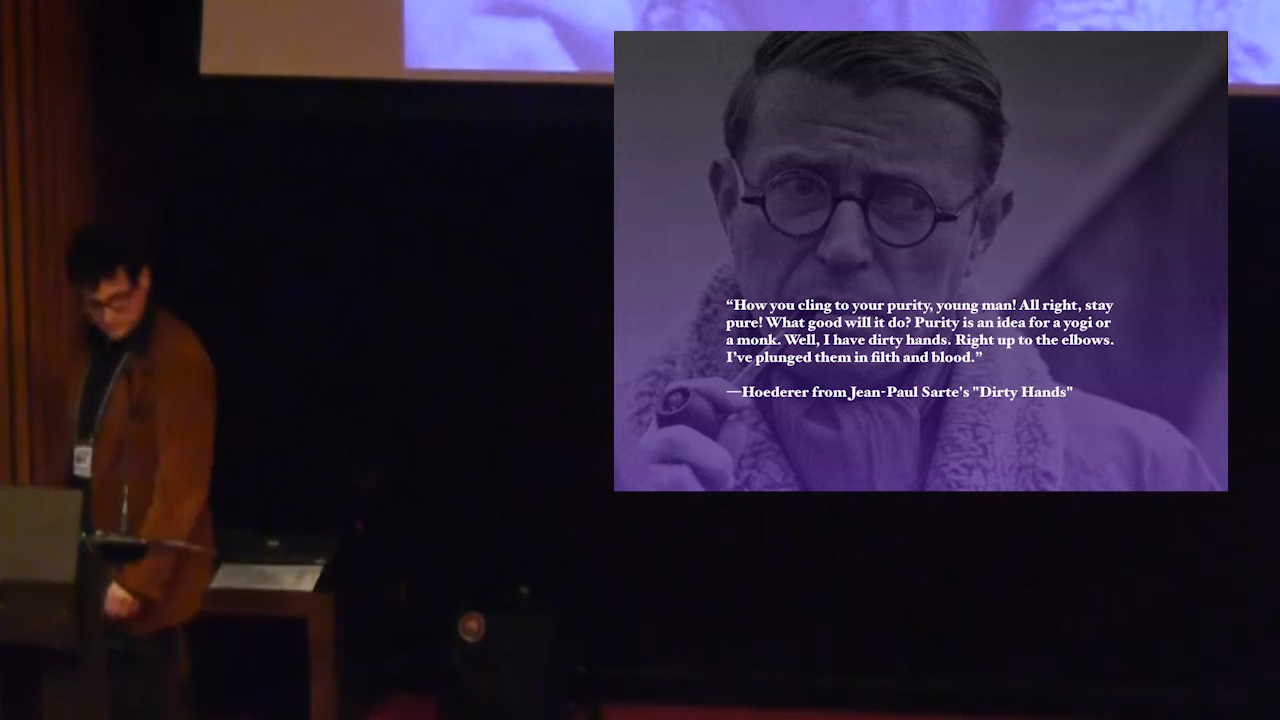 “How you cling to your purity, young man! All right, stay
pure! What good will it do? Purity is an idea for a yogi or
a monk. Well, I have dirty hands. Right up to the elbows.
I’ve plunged them in filth and blood.”
—Hoederer from Jean-Paul Sarte's "Dirty Hands"